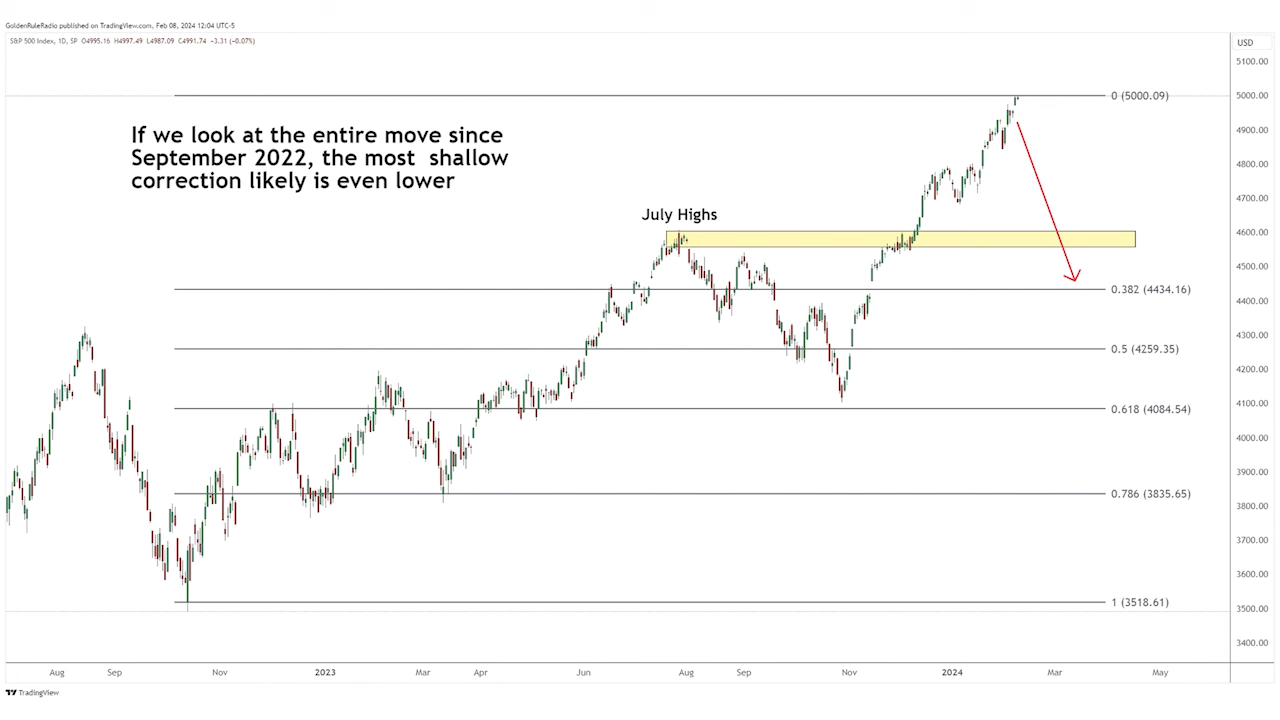 GoldenRuleRadio published on TradingView.com, Feb 08, 2024 12:04 UTC-5
S&P 500 Index, 1D, SP O4995.16 H4997.49 L4987.09 C4991.74 −3.31 (−0.07%)
USD
5100.00
0 (5000.09)
5000.00
If we look at the entire move since
September 2022, the most shallow
correction likely is even lower
4900.00
4800.00
4700.00
July Highs
4600.00
4500.00
0.382 (4434.16)
4400.00
4300.00
0.5 (4259.35)
4200.00
0.618 (4084.54)
4100.00
4000.00
3900.00
0.786 (3835.65)
3800.00
3700.00
3600.00
1 (3518.61)
3500.00
3400.00
Aug Sep Nov 2023 Mar Apr Jun Aug Sep Nov 2024 Mar May
TradingView